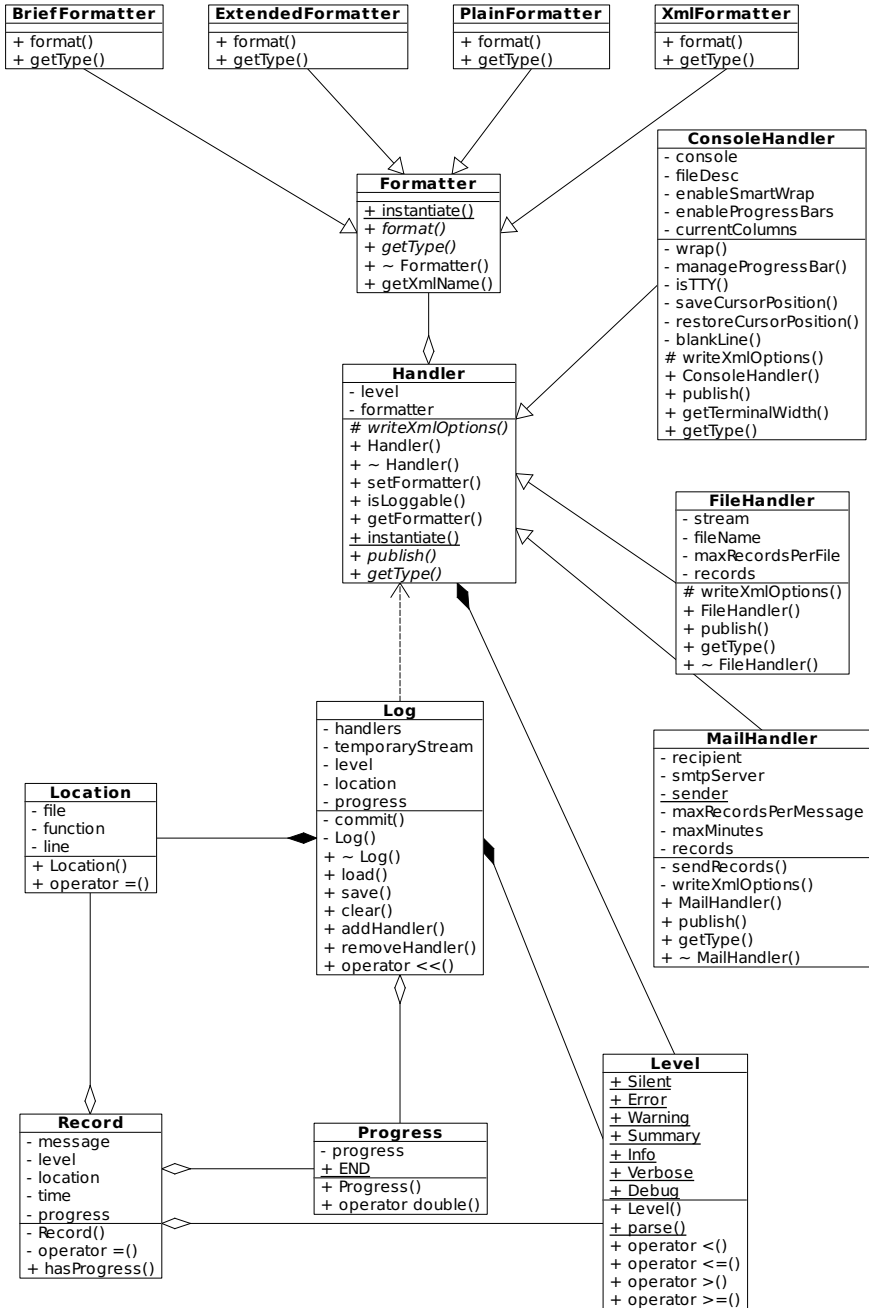 BriefFormatter
+ format()
+ getType()
ExtendedFormatter
+ format()
+ getType()
PlainFormatter
+ format()
+ getType()
XmlFormatter
+ format()
+ getType()
Formatter
+ instantiate()
+ format()
+ getType()
+ ~ Formatter()
+ getXmlName()
ConsoleHandler
- console
- fileDesc
- enableSmartWrap
- enableProgressBars
- currentColumns
- wrap()
- manageProgressBar()
- isTTY()
- saveCursorPosition()
- restoreCursorPosition()
- blankLine()
# writeXmlOptions()
+ ConsoleHandler()
+ publish()
+ getTerminalWidth()
+ getType()
Handler
- level
- formatter
# writeXmlOptions()
+ Handler()
+ ~ Handler()
+ setFormatter()
+ isLoggable()
+ getFormatter()
+ instantiate()
+ publish()
+ getType()
FileHandler
- stream
- fileName
- maxRecordsPerFile
- records
# writeXmlOptions()
+ FileHandler()
+ publish()
+ getType()
+ ~ FileHandler()
Log
- handlers
- temporaryStream
- level
- location
- progress
- commit()
- Log()
+ ~ Log()
+ load()
+ save()
+ clear()
+ addHandler()
+ removeHandler()
+ operator <<()
MailHandler
- recipient
- smtpServer
- sender
- maxRecordsPerMessage
- maxMinutes
- records
- sendRecords()
- writeXmlOptions()
+ MailHandler()
+ publish()
+ getType()
+ ~ MailHandler()
Location
- file
- function
- line
+ Location()
+ operator =()
Record
- message
- level
- location
- time
- progress
- Record()
- operator =()
+ hasProgress()
Progress
- progress
+ END
+ Progress()
+ operator double()
Level
+ Silent
+ Error
+ Warning
+ Summary
+ Info
+ Verbose
+ Debug
+ Level()
+ parse()
+ operator <()
+ operator <=()
+ operator >()
+ operator >=()